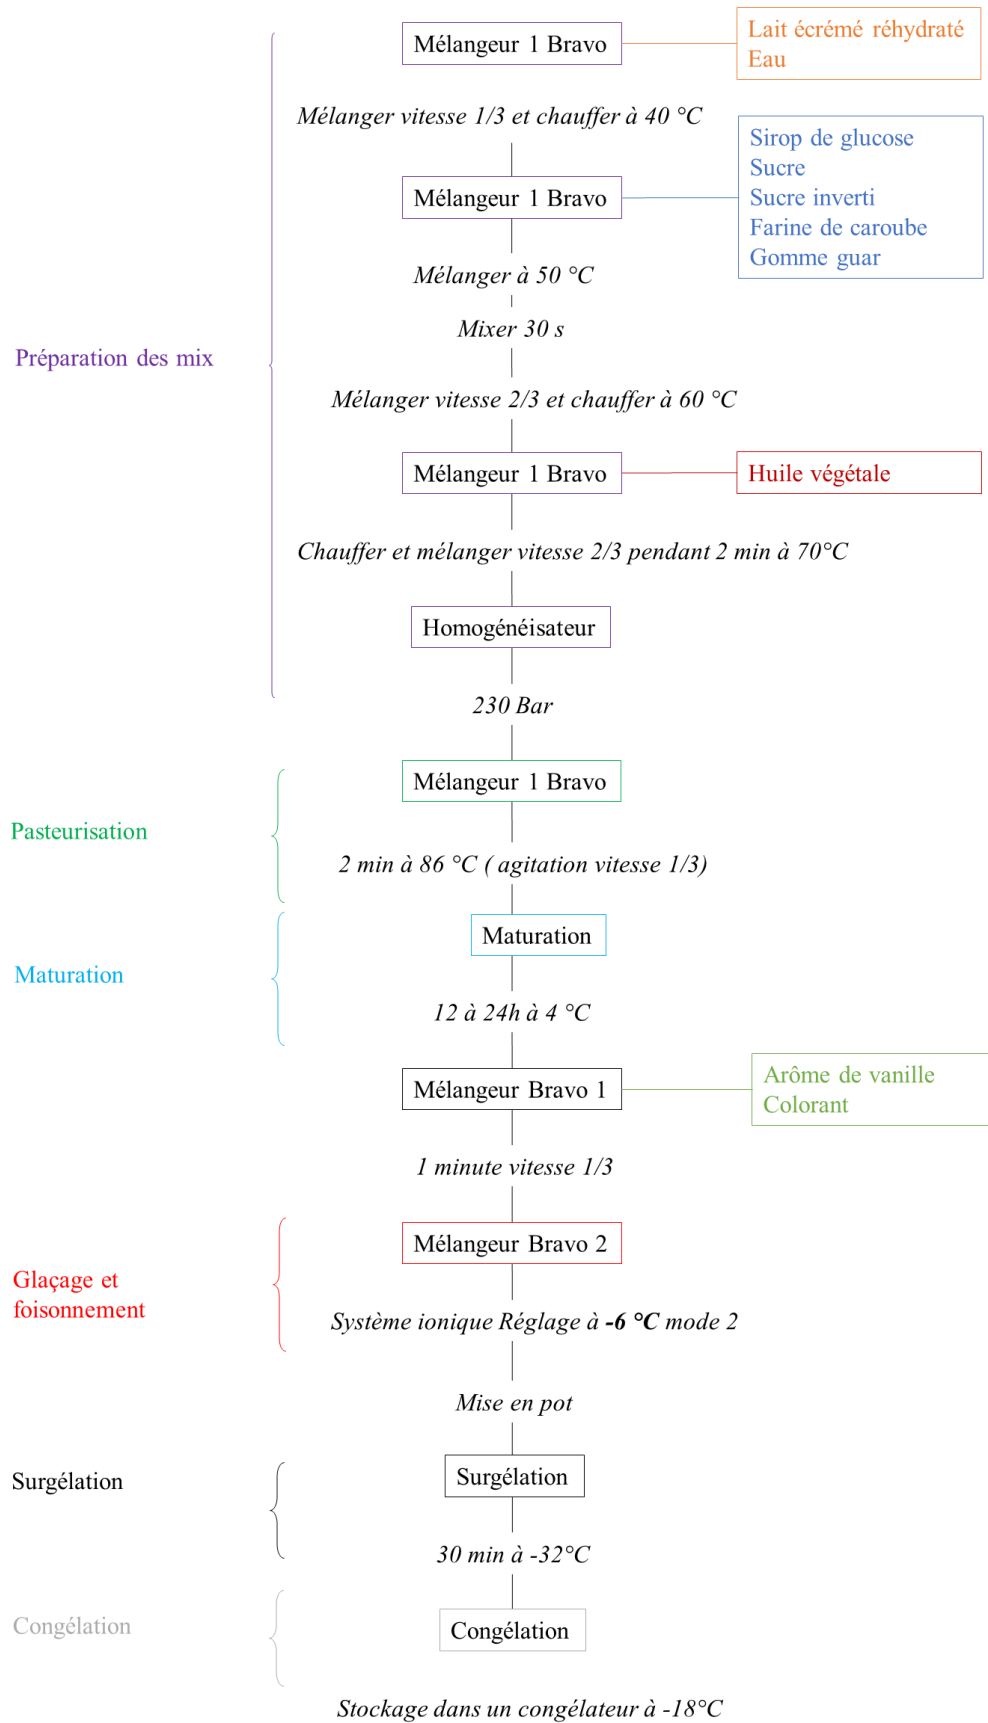 Mélangeur 1 Bravo
Lait écrémé réhydraté
Eau
Mélanger vitesse 1/3 et chauffer à 40 °C
Mélangeur 1 Bravo
Sirop de glucose
Sucre
Sucre inverti
Farine de caroube
Gomme guar
Mélanger à 50 °C
Mixer 30 s
Préparation des mix
Mélanger vitesse 2/3 et chauffer à 60 °C
Mélangeur 1 Bravo
Huile végétale
Chauffer et mélanger vitesse 2/3 pendant 2 min à 70°C
Homogénéisateur
230 Bar
Mélangeur 1 Bravo
Pasteurisation
2 min à 86 °C ( agitation vitesse 1/3)
Maturation
Maturation
12 à 24h à 4 °C
Mélangeur Bravo 1
Arôme de vanille
Colorant
1 minute vitesse 1/3
Mélangeur Bravo 2
Glaçage et
foisonnement
Système ionique Réglage à -6 °C mode 2
Mise en pot
Surgélation
Surgélation
30 min à -32°C
Congélation
Congélation
Stockage dans un congélateur à -18°C